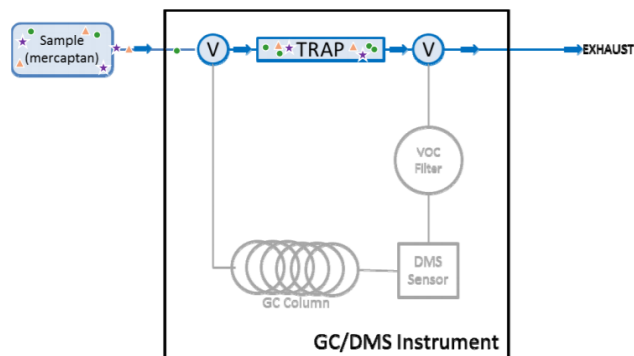 Sample
(mercaptan)
V
TRAP
V
EXHAUST
VOC
Filter
DMS
Sensor
GC Column
GC/DMS Instrument